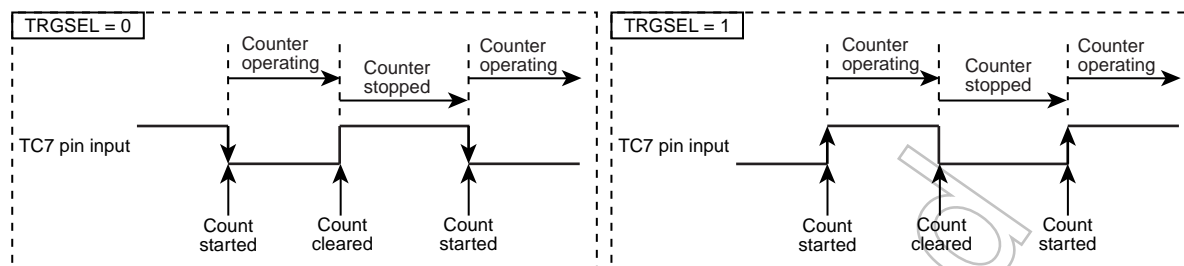 TRGSEL = 0
Counter
operating
Counter
stopped
Counter
operating
TC7 pin input
Count
started
Count
cleared
Count
started
TRGSEL = 1
Counter
operating
Counter
stopped
Counter
operating
TC7 pin input
Count
started
Count
cleared
Count
started